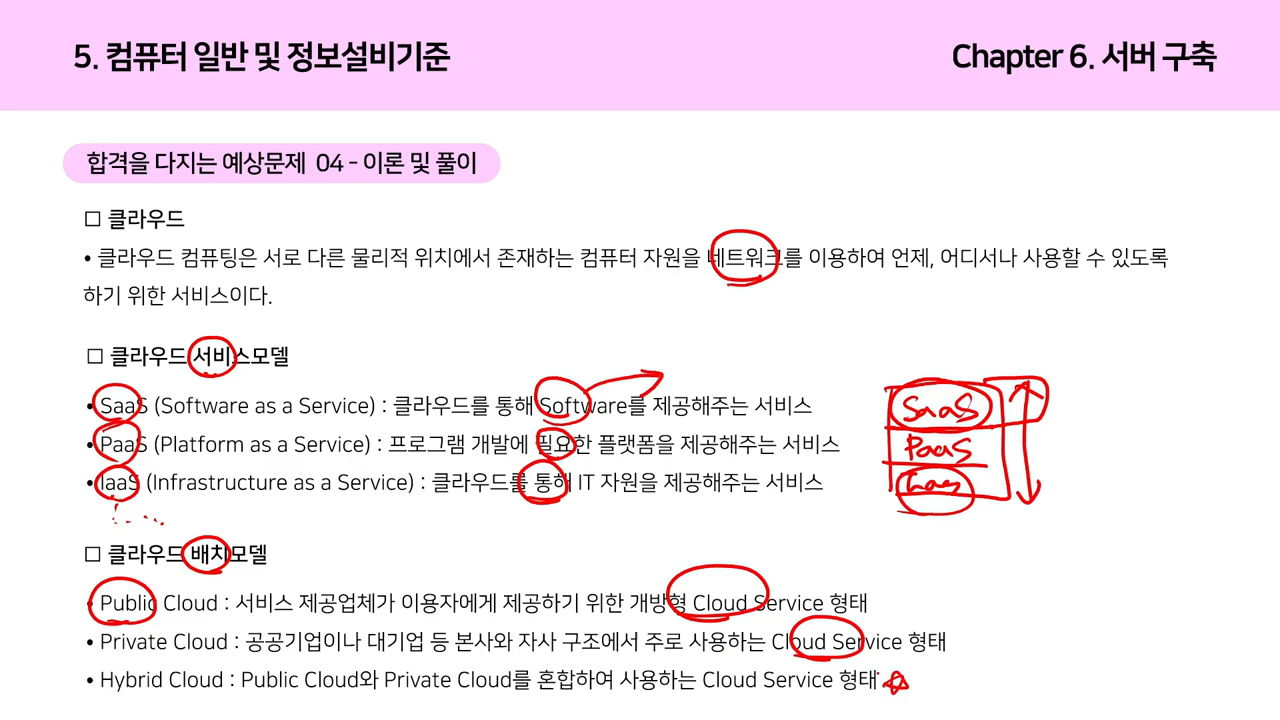 5. 컴퓨터 일반 및 정보설비기준
Chapter 6. 서버 구축
합격을 다지는 예상문제 04 - 이론 및 풀이
□ 클라우드
• 클라우드 컴퓨팅은 서로 다른 물리적 위치에서 존재하는 컴퓨터 자원을 네트워크를 이용하여 언제, 어디서나 사용할 수 있도록
하기 위한 서비스이다.
□ 클라우드 서비스모델
• SaaS (Software as a Service) : 클라우드를 통해 Software를 제공해주는 서비스
• PaaS (Platform as a Service) : 프로그램 개발에 필요한 플랫폼을 제공해주는 서비스
• IaaS (Infrastructure as a Service) : 클라우드를 통해 IT 자원을 제공해주는 서비스
SaaS
PaaS
IaaS
□ 클라우드 배치모델
• Public Cloud : 서비스 제공업체가 이용자에게 제공하기 위한 개방형 Cloud Service 형태
• Private Cloud : 공공기업이나 대기업 등 본사와 자사 구조에서 주로 사용하는 Cloud Service 형태
• Hybrid Cloud : Public Cloud와 Private Cloud를 혼합하여 사용하는 Cloud Service 형태